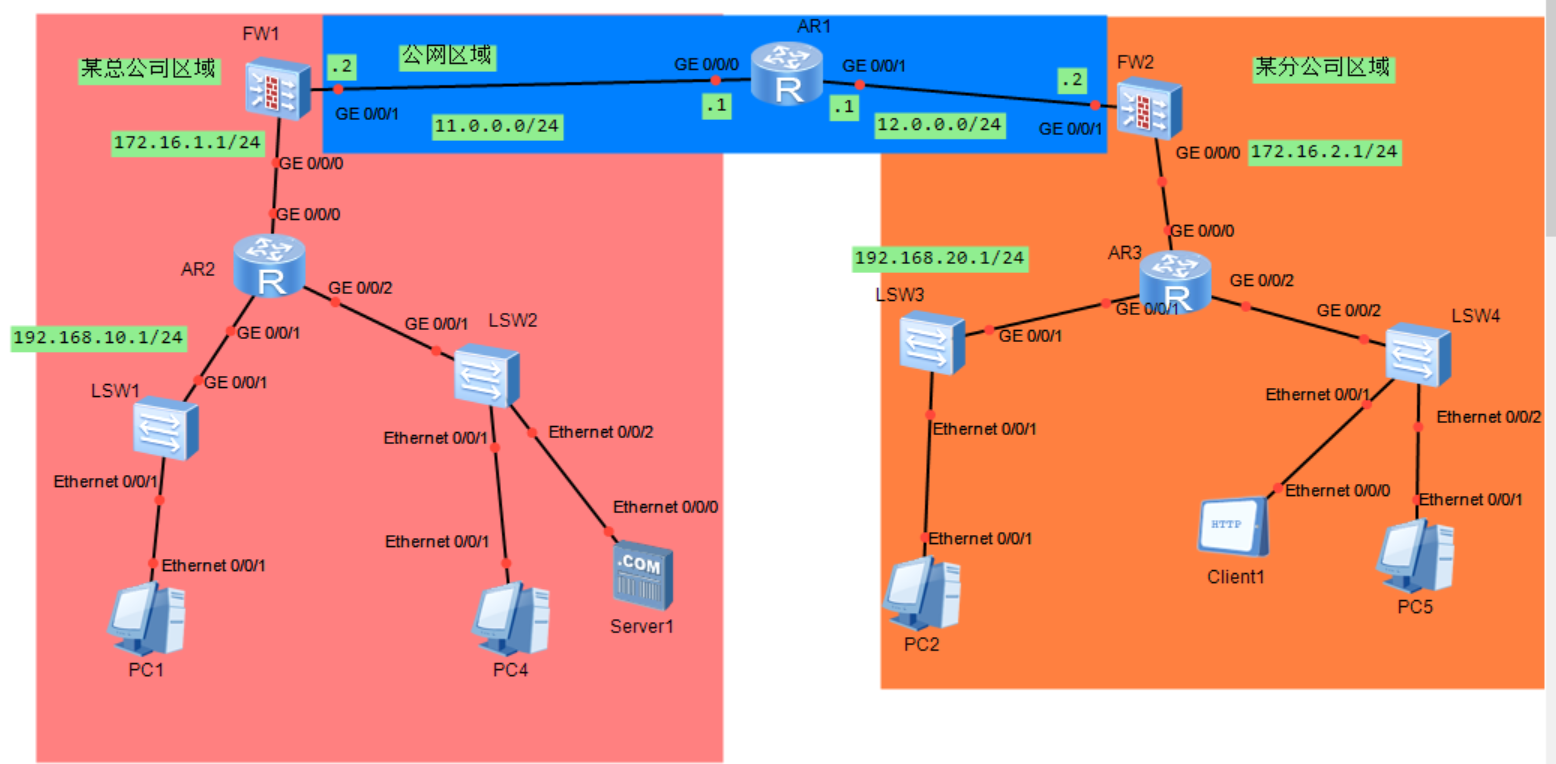 FW1
某总公司区域
.2
公网区域
AR1
GE 0/0/0
GE 0/0/1
FW2
.2
某分公司区域
GE 0/0/1
.1
.1
11.0.0.0/24
12.0.0.0/24
GE 0/0/1
172.16.1.1/24
GE 0/0/0
GE 0/0/0
172.16.2.1/24
GE 0/0/0
GE 0/0/0
AR2
AR3
192.168.20.1/24
GE 0/0/2
GE 0/0/2
LSW3
GE 0/0/1
GE 0/0/1
GE 0/0/2
LSW4
GE 0/0/1
LSW2
192.168.10.1/24
GE 0/0/1
GE 0/0/1
LSW1
Ethernet 0/0/1
Ethernet 0/0/2
Ethernet 0/0/1
Ethernet 0/0/2
Ethernet 0/0/1
Ethernet 0/0/1
Ethernet 0/0/0
Ethernet 0/0/1
Ethernet 0/0/0
HTTP
Ethernet 0/0/1
Ethernet 0/0/1
Ethernet 0/0/1
.COM
Client1
PC5
Server1
PC2
PC1
PC4
R
R
R